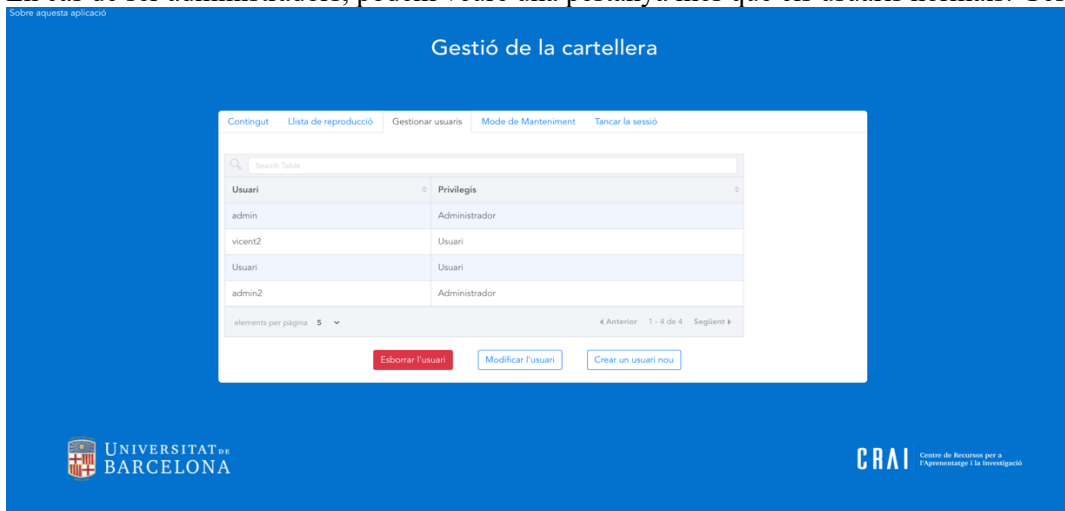 Sobre aquesta aplicació
Gestió de la cartellera
Contingut Llista de reproducció Gestionar usuaris Mode de Manteniment Tancar la sessió
Search Table
Usuari Privilegis
admin Administrador
vicent2 Usuari
Usuari Usuari
admin2 Administrador
elements per pàgina 5 Anterior 1 - 4 de 4 Següent
Esborrar l'usuari Modificar l'usuari Crear un usuari nou
UNIVERSITAT DE
BARCELONA
CRAI Centre de Recursos per a
l'Aprenentatge i la Investigació